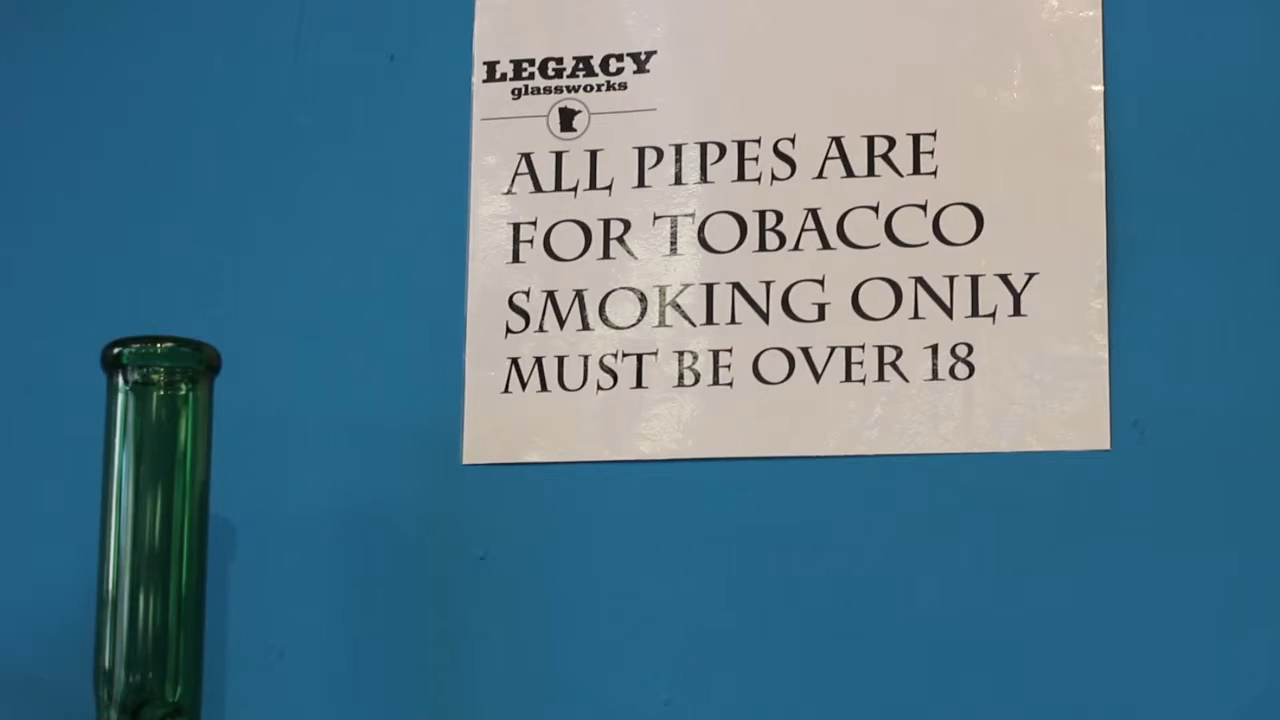 LEGACY
glassworks
ALL PIPES ARE
FOR TOBACCO
SMOKING ONLY
MUST BE OVER 18